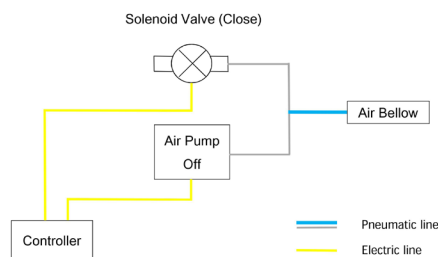 Solenoid Valve (Close)
Air Bellow
Air Pump
Off
Controller
Pneumatic line
Electric line